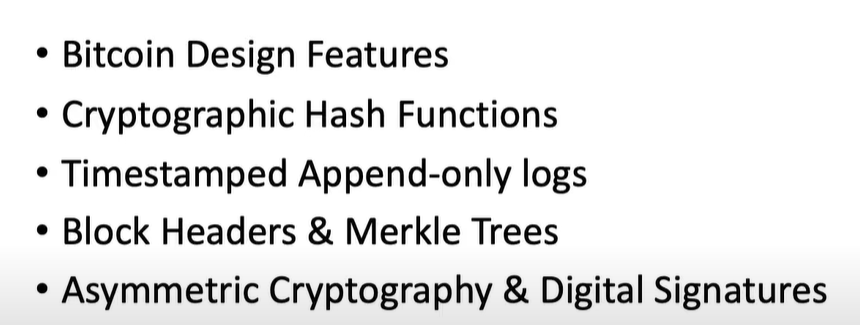 • Bitcoin Design Features
• Cryptographic Hash Functions
• Timestamped Append-only logs
• Block Headers & Merkle Trees
• Asymmetric Cryptography & Digital Signatures